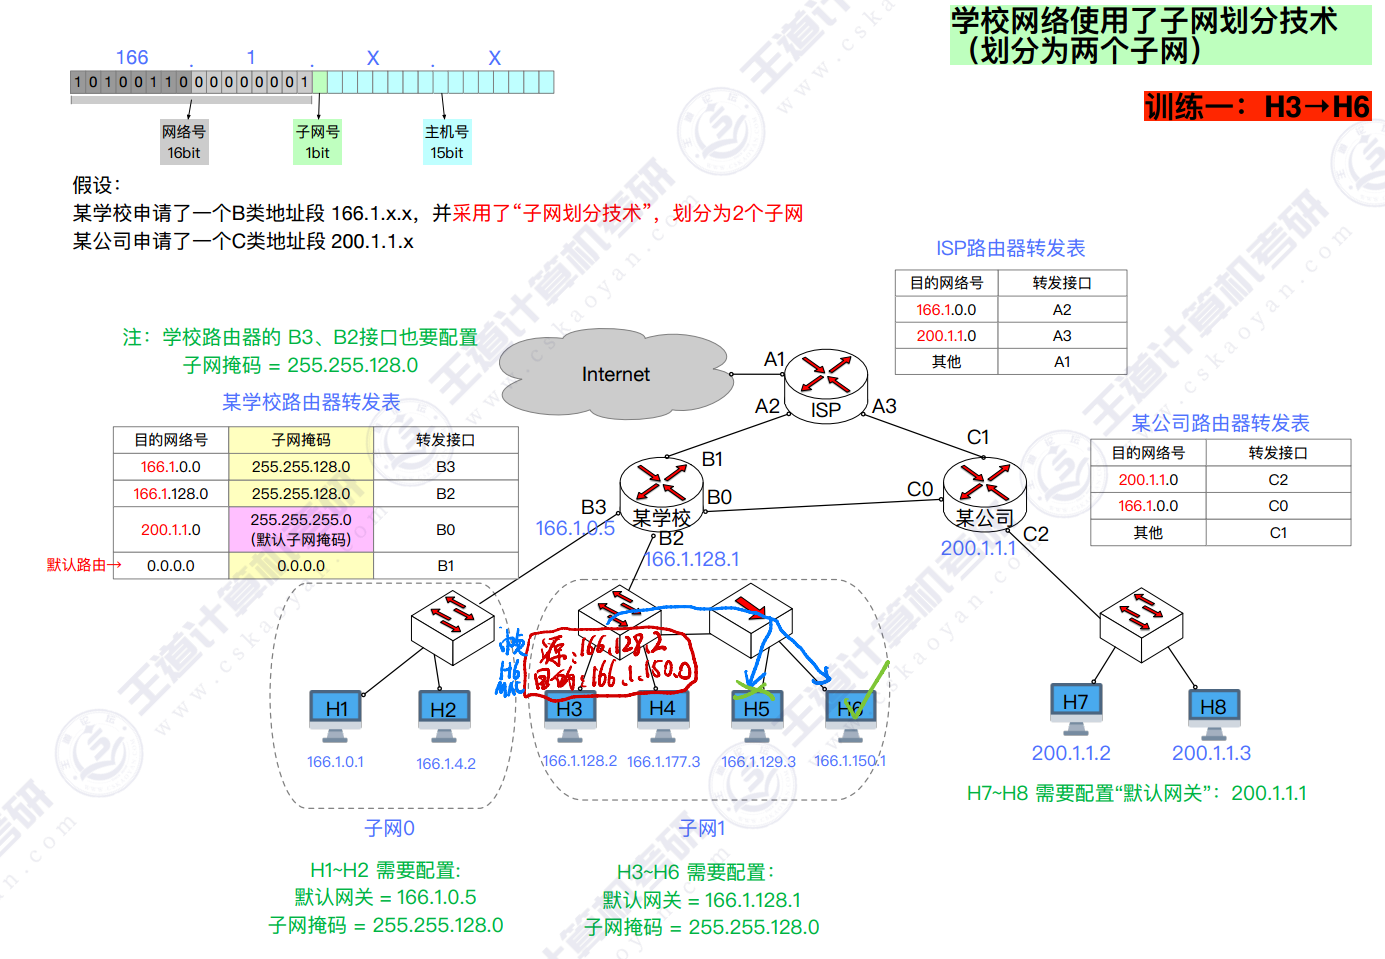 学校网络使用了子网划分技术
（划分为两个子网）
训练一：H3→H6
166 . 1 . X . X
1 0 1 0 0 1 1 0 0 0 0 0 0 0 0 1
网络号
16bit
子网号
1bit
主机号
15bit
假设：
某学校申请了一个B类地址段 166.1.x.x，并采用了“子网划分技术”，划分为2个子网
某公司申请了一个C类地址段 200.1.1.x
ISP路由器转发表
目的网络号 转发接口
166.1.0.0 A2
200.1.1.0 A3
其他 A1
注：学校路由器的 B3、B2接口也要配置
子网掩码 = 255.255.128.0
某学校路由器转发表
目的网络号 子网掩码 转发接口
166.1.0.0 255.255.128.0 B3
166.1.128.0 255.255.128.0 B2
200.1.1.0 255.255.255.0
（默认子网掩码） B0
默认路由→ 0.0.0.0 0.0.0.0 B1
Internet
A1
ISP
A2
A3
某公司路由器转发表
目的网络号 转发接口
200.1.1.0 C2
166.1.0.0 C0
其他 C1
B1
B0
某学校
B3
166.1.0.5
B2
166.1.128.1
C1
C0
某公司
C2
200.1.1.1
帧
H6
MAC
源：166.128.2
目的：166.1.150.0
H1
H2
H3
H4
H5
H6
H7
H8
166.1.0.1
166.1.4.2
166.1.128.2
166.1.177.3
166.1.129.3
166.1.150.1
200.1.1.2
200.1.1.3
H7~H8 需要配置“默认网关”：200.1.1.1
子网0
子网1
H1~H2 需要配置:
默认网关 = 166.1.0.5
子网掩码 = 255.255.128.0
H3~H6 需要配置：
默认网关 = 166.1.128.1
子网掩码 = 255.255.128.0
王道计算机考研
www.cskaoyan.com